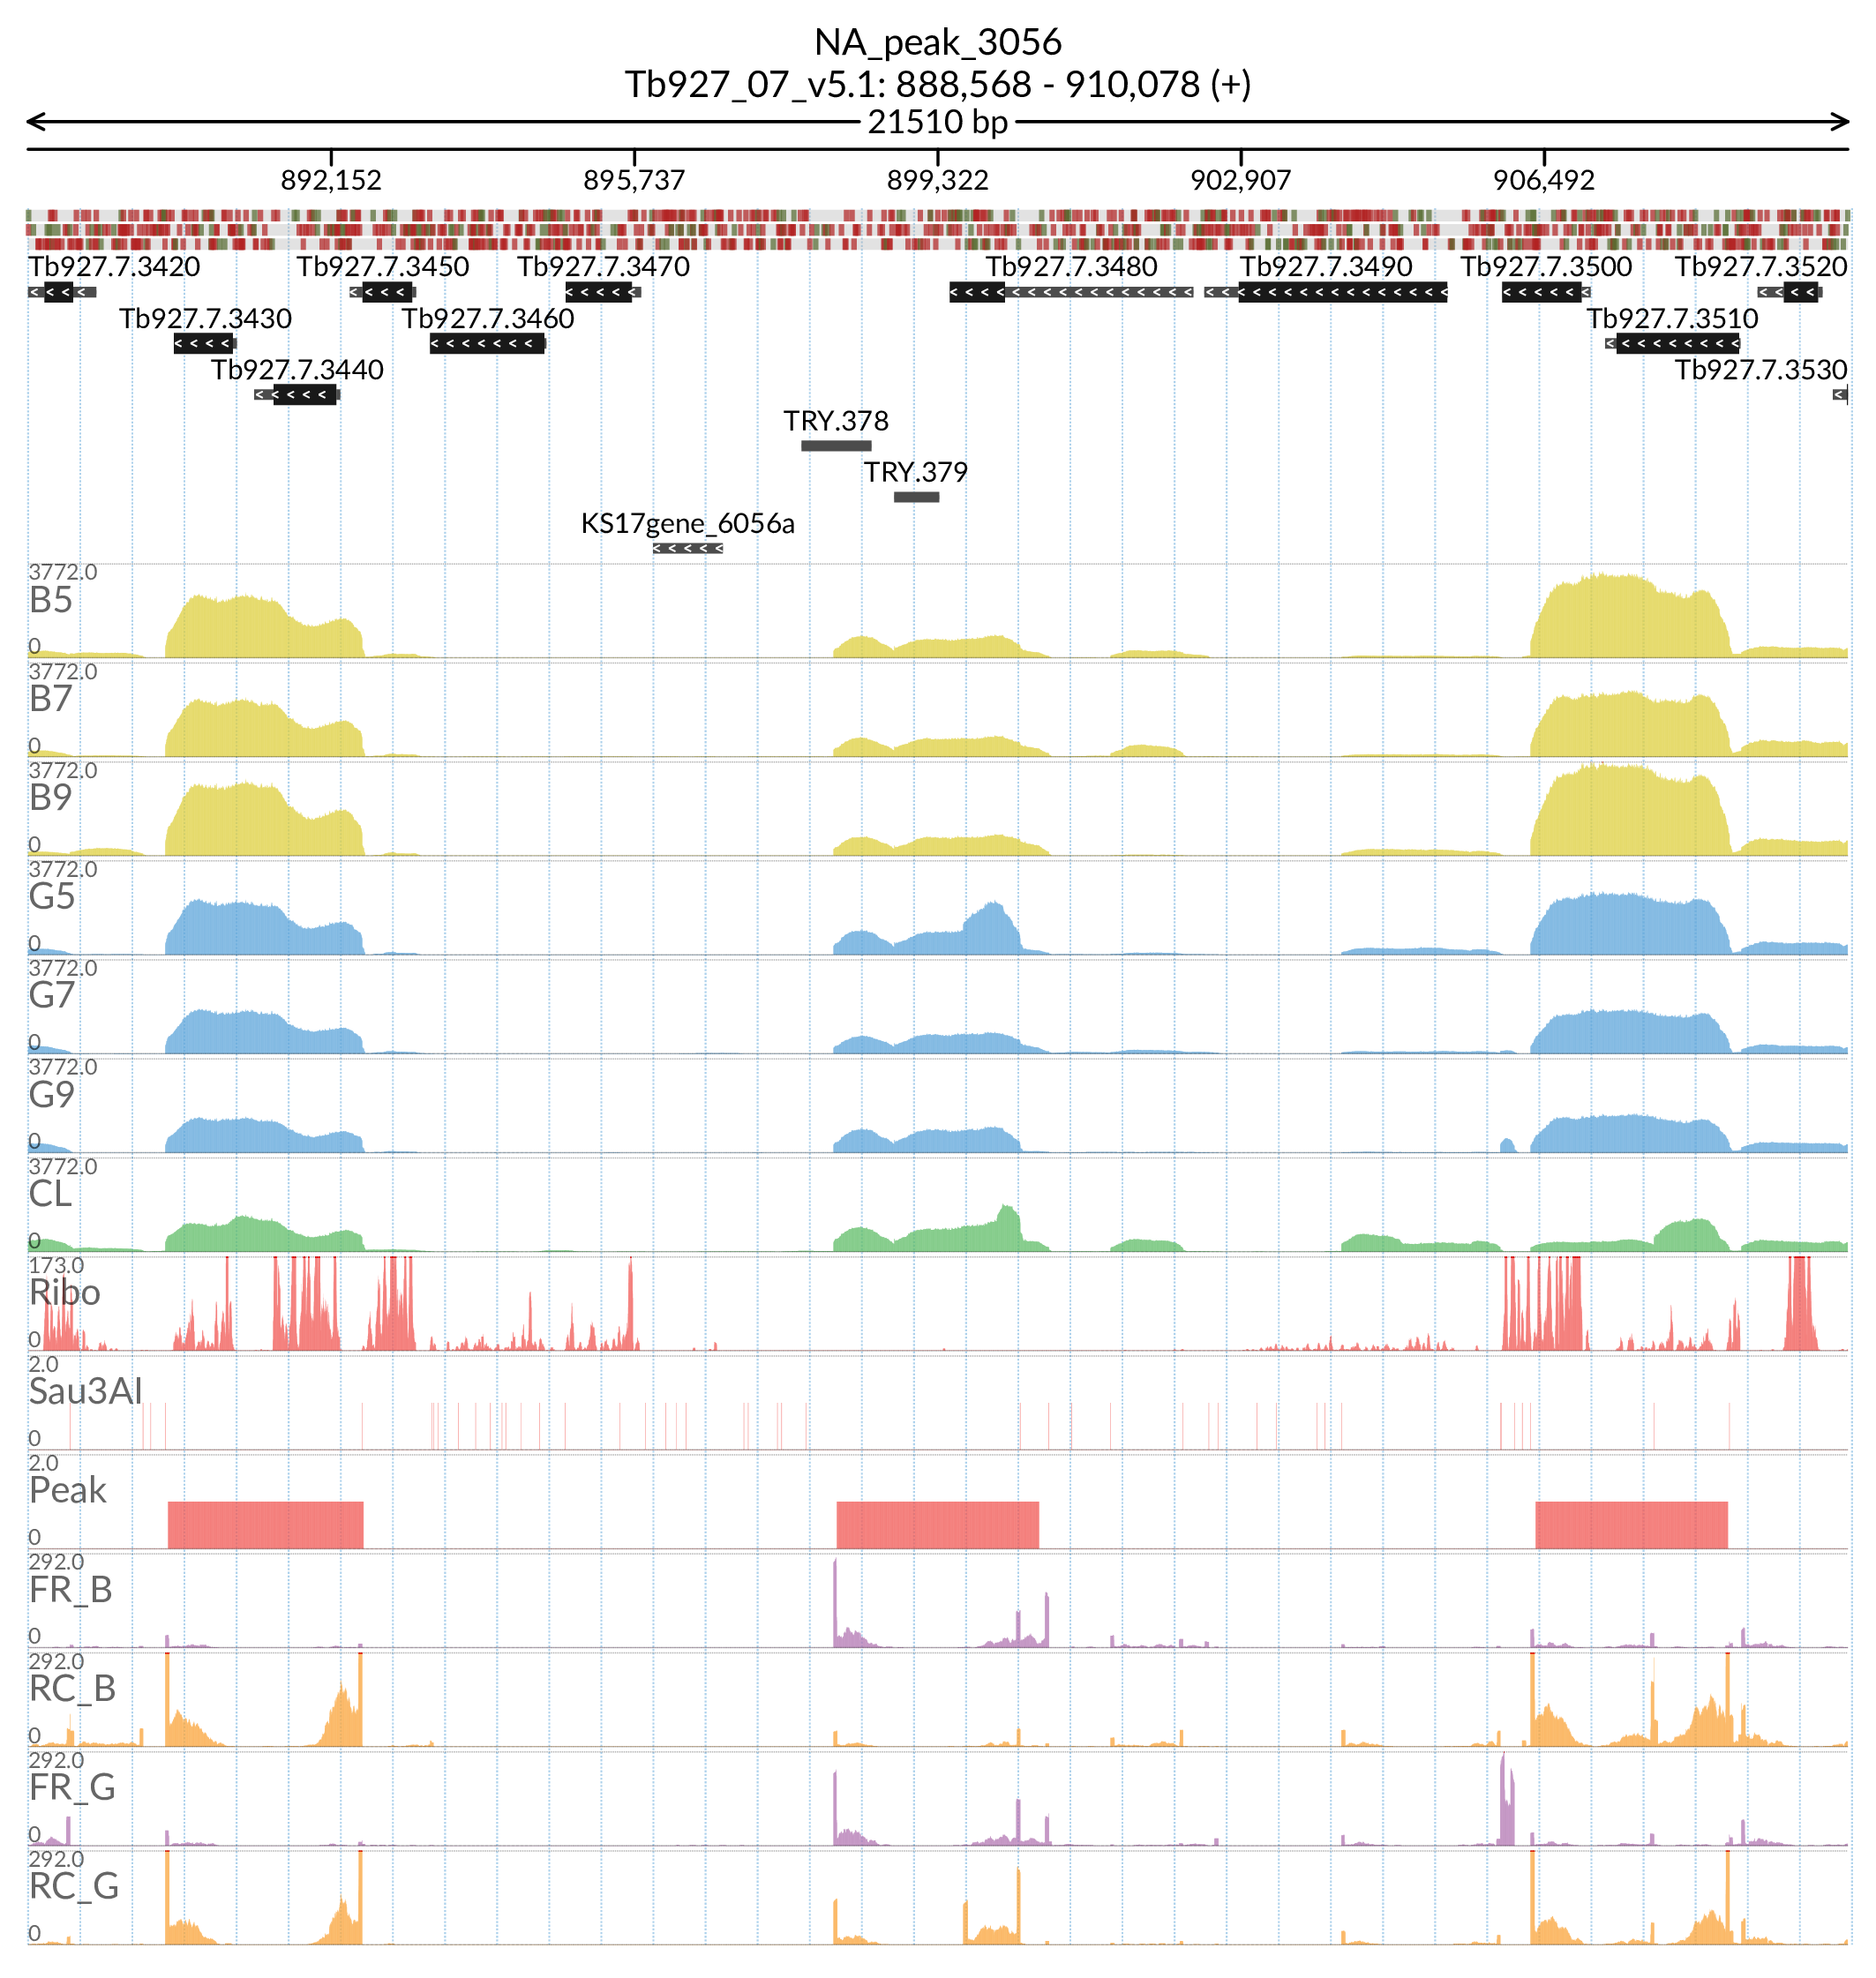 NA_peak_3056
Tb927_07_v5.1: 888,568 - 910,078 (+)
21510 bp
892,152 895,737 899,322 902,907 906,492
Tb927.7.3420 Tb927.7.3450 Tb927.7.3470 Tb927.7.3480 Tb927.7.3490 Tb927.7.3500 Tb927.7.3520
Tb927.7.3430 Tb927.7.3460 Tb927.7.3510
Tb927.7.3440 Tb927.7.3530
TRY.378
TRY.379
KS17gene_6056a
3772.0
B5
0
3772.0
B7
0
3772.0
B9
0
3772.0
G5
0
3772.0
G7
0
3772.0
G9
0
3772.0
CL
0
173.0
Ribo
0
2.0
Sau3AI
0
2.0
Peak
0
292.0
FR_B
0
292.0
RC_B
0
292.0
FR_G
0
292.0
RC_G
0